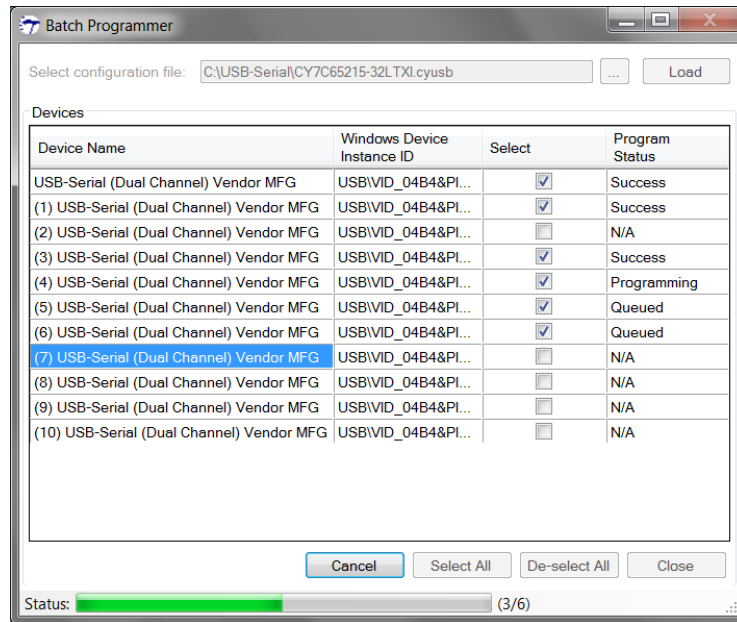 Batch Programmer
Select configuration file: C:\USB-Serial\CY7C65215-32LTXI.cyusb ... Load
Devices
Device Name Windows Device Instance ID Select Program Status
USB-Serial (Dual Channel) Vendor MFG USB\VID_04B4&PI... Success
(1) USB-Serial (Dual Channel) Vendor MFG USB\VID_04B4&PI... Success
(2) USB-Serial (Dual Channel) Vendor MFG USB\VID_04B4&PI... N/A
(3) USB-Serial (Dual Channel) Vendor MFG USB\VID_04B4&PI... Success
(4) USB-Serial (Dual Channel) Vendor MFG USB\VID_04B4&PI... Programming
(5) USB-Serial (Dual Channel) Vendor MFG USB\VID_04B4&PI... Queued
(6) USB-Serial (Dual Channel) Vendor MFG USB\VID_04B4&PI... Queued
(7) USB-Serial (Dual Channel) Vendor MFG USB\VID_04B4&PI... N/A
(8) USB-Serial (Dual Channel) Vendor MFG USB\VID_04B4&PI... N/A
(9) USB-Serial (Dual Channel) Vendor MFG USB\VID_04B4&PI... N/A
(10) USB-Serial (Dual Channel) Vendor MFG USB\VID_04B4&PI... N/A
Cancel Select All De-select All Close
Status: (3/6)